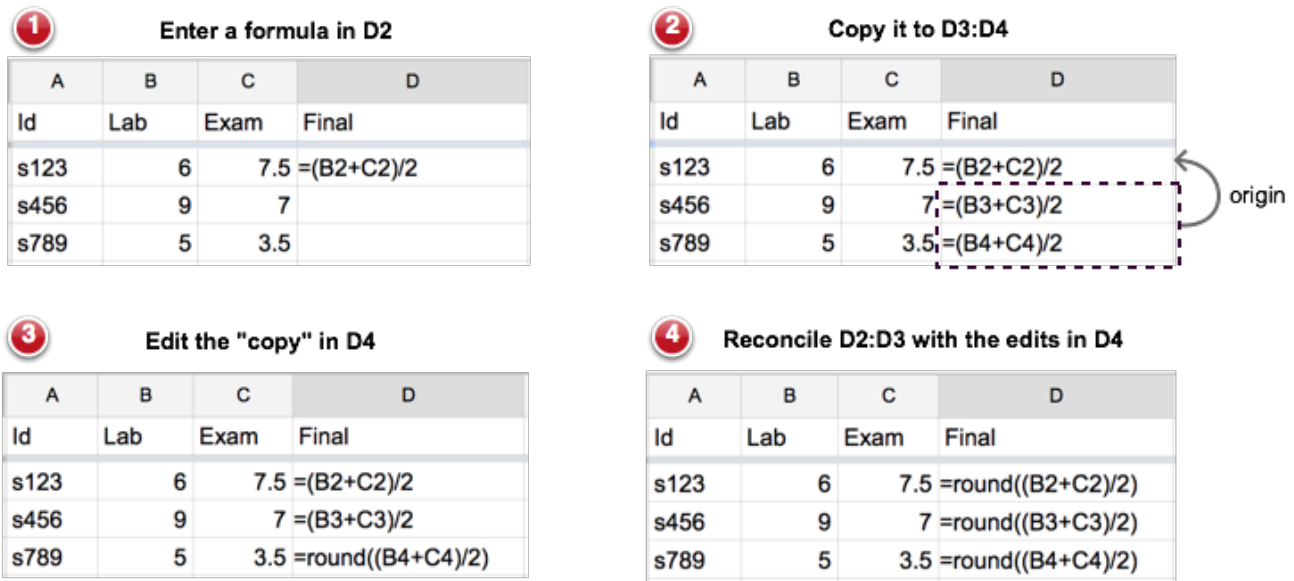 1 Enter a formula in D2
A B C D
Id Lab Exam Final
s123 6 7.5 =(B2+C2)/2
s456 9 7
s789 5 3.5
2 Copy it to D3:D4
A B C D
Id Lab Exam Final
s123 6 7.5 =(B2+C2)/2
s456 9 7 =(B3+C3)/2
s789 5 3.5 =(B4+C4)/2
origin
3 Edit the "copy" in D4
A B C D
Id Lab Exam Final
s123 6 7.5 =(B2+C2)/2
s456 9 7 =(B3+C3)/2
s789 5 3.5 =round((B4+C4)/2)
4 Reconcile D2:D3 with the edits in D4
A B C D
Id Lab Exam Final
s123 6 7.5 =round((B2+C2)/2)
s456 9 7 =round((B3+C3)/2)
s789 5 3.5 =round((B4+C4)/2)